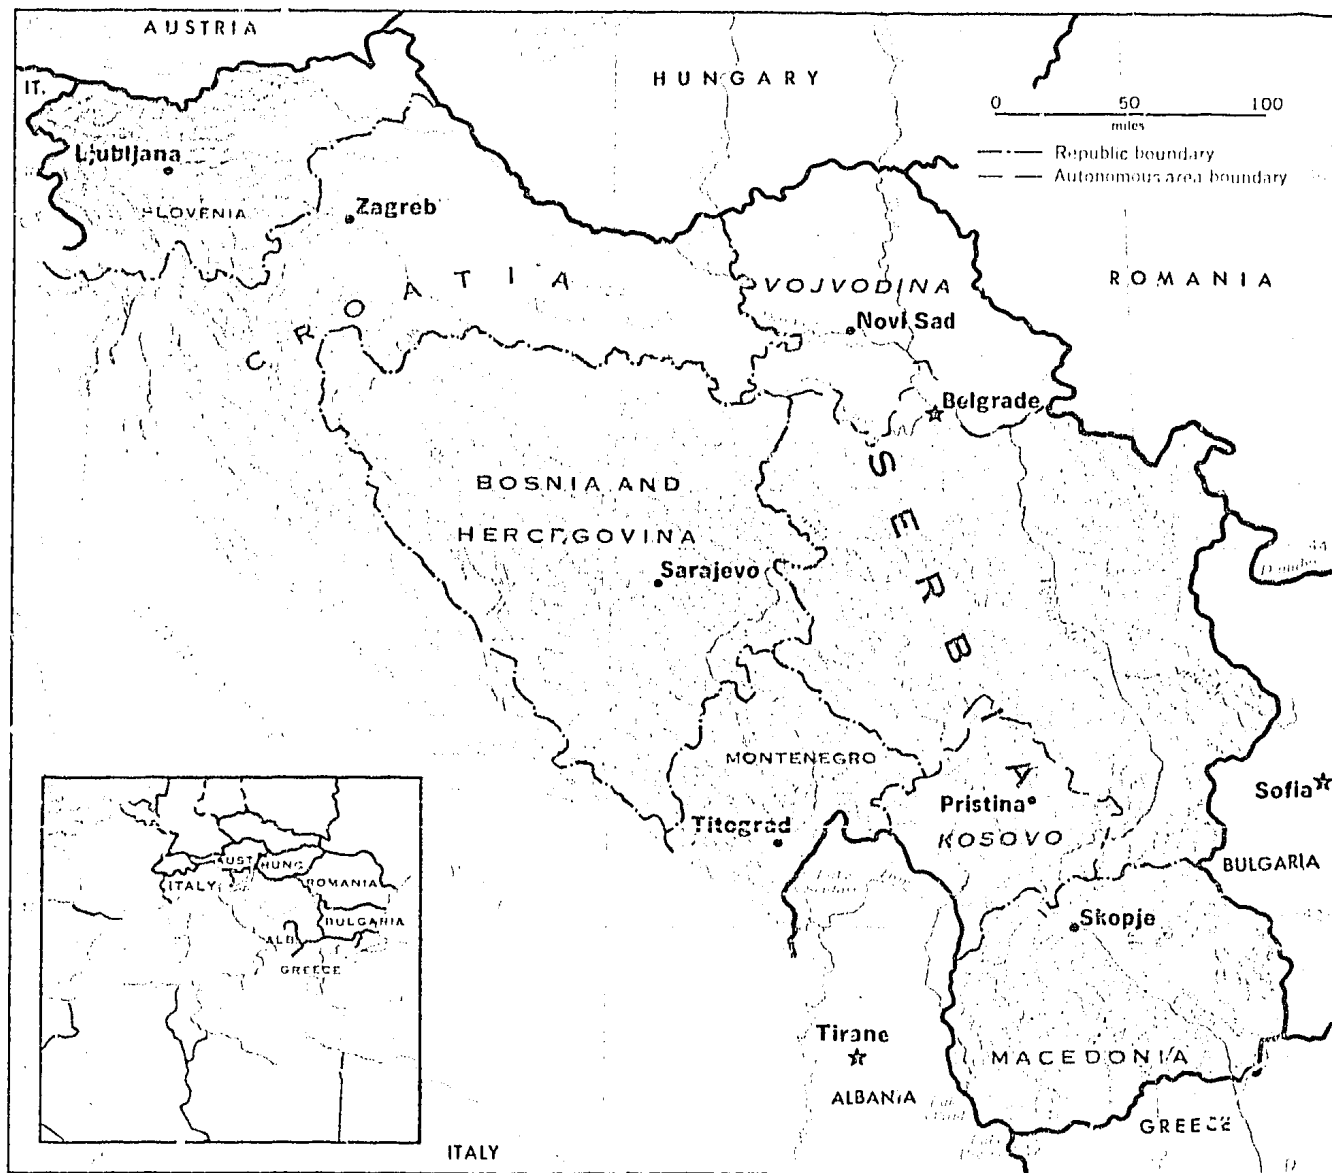 AUSTRIA
HUNGARY
IT.
0 50 100
miles
Republic boundary
Autonomous area boundary
Ljubljana
SLOVENIA
Zagreb
CROATIA
VOJVODINA
Novi Sad
ROMANIA
Belgrade
SERBIA
BOSNIA AND
HERCEGOVINA
Sarajevo
Danube
MONTENEGRO
Titograd
Pristina
KOSOVO
Sofia
BULGARIA
Skopje
Tirane
ALBANIA
MACEDONIA
GREECE
ITALY
AUST
HUNG
ITALY
ROMANIA
BULGARIA
ALB
GREECE